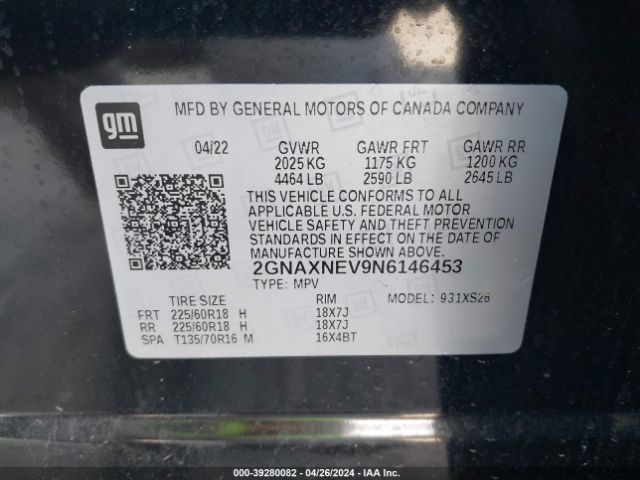 gm
MFD BY GENERAL MOTORS OF CANADA COMPANY
04/22 GVWR GAWR FRT GAWR RR
2025 KG 1175 KG 1200 KG
4464 LB 2590 LB 2645 LB
THIS VEHICLE CONFORMS TO ALL
APPLICABLE U.S. FEDERAL MOTOR
VEHICLE SAFETY AND THEFT PREVENTION
STANDARDS IN EFFECT ON THE DATE OF
MANUFACTURE SHOWN ABOVE.
2GNAXNEV9N6146453
TYPE: MPV
TIRE SIZE RIM MODEL: 931XS26
FRT 225/60R18 H 18X7J
RR 225/60R18 H 18X7J
SPA T135/70R16 M 16X4BT
000-39280082 - 04/26/2024 - IAA Inc.